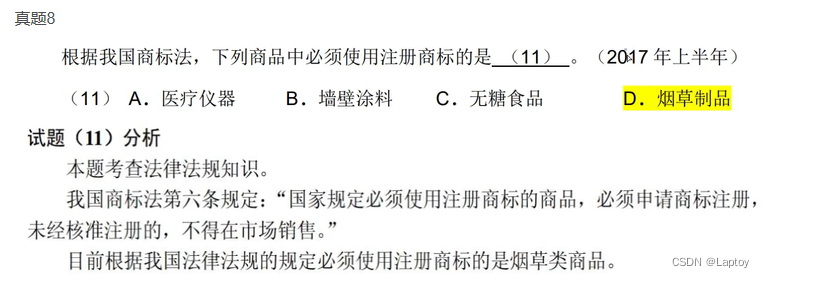 真题8
根据我国商标法，下列商品中必须使用注册商标的是 （11） 。（2017 年上半年）
（11） A．医疗仪器 B．墙壁涂料 C．无糖食品 D．烟草制品
试题（11）分析
本题考查法律法规知识。
我国商标法第六条规定：“国家规定必须使用注册商标的商品，必须申请商标注册，
未经核准注册的，不得在市场销售。”
目前根据我国法律法规的规定必须使用注册商标的是烟草类商品。
CSDN @Laptoy